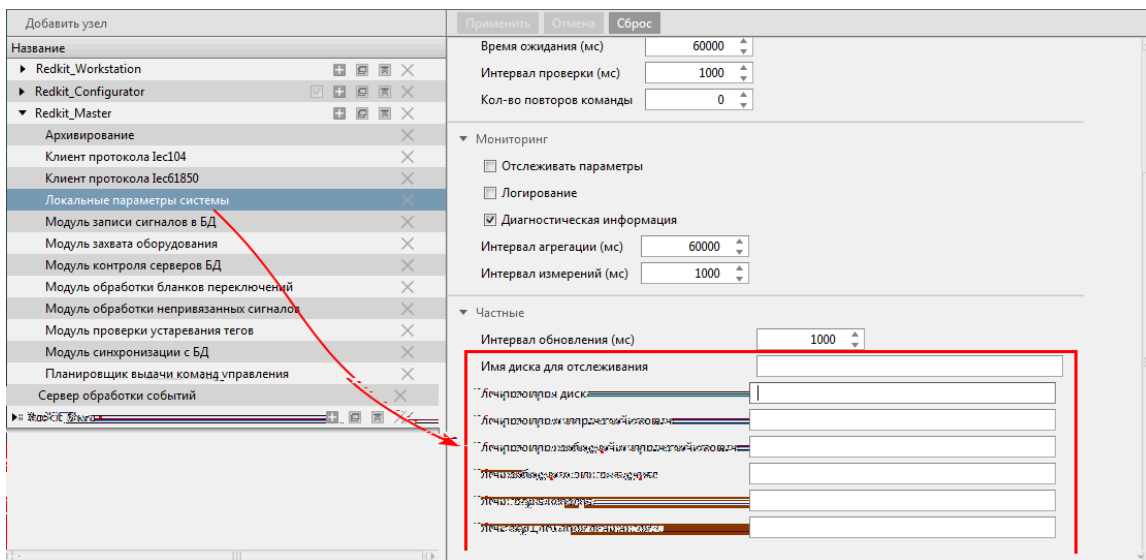 Добавить узел
Название
Redkit_Workstation
Redkit_Configurator
Redkit_Master
Архивирование
Клиент протокола Iec104
Клиент протокола Iec61850
Локальные параметры системы
Модуль записи сигналов в БД
Модуль захвата оборудования
Модуль контроля серверов БД
Модуль обработки бланков переключений
Модуль обработки непривязанных сигналов
Модуль проверки устаревания тегов
Модуль синхронизации с БД
Планировщик выдачи команд управления
Сервер обработки событий
Применить Отмена Сброс
Время ожидания (мс) 60000
Интервал проверки (мс) 1000
Кол-во повторов команды 0
Мониторинг
Отслеживать параметры
Логирование
Диагностическая информация
Интервал агрегации (мс) 60000
Интервал измерений (мс) 1000
Частные
Интервал обновления (мс) 1000
Имя диска для отслеживания
диска